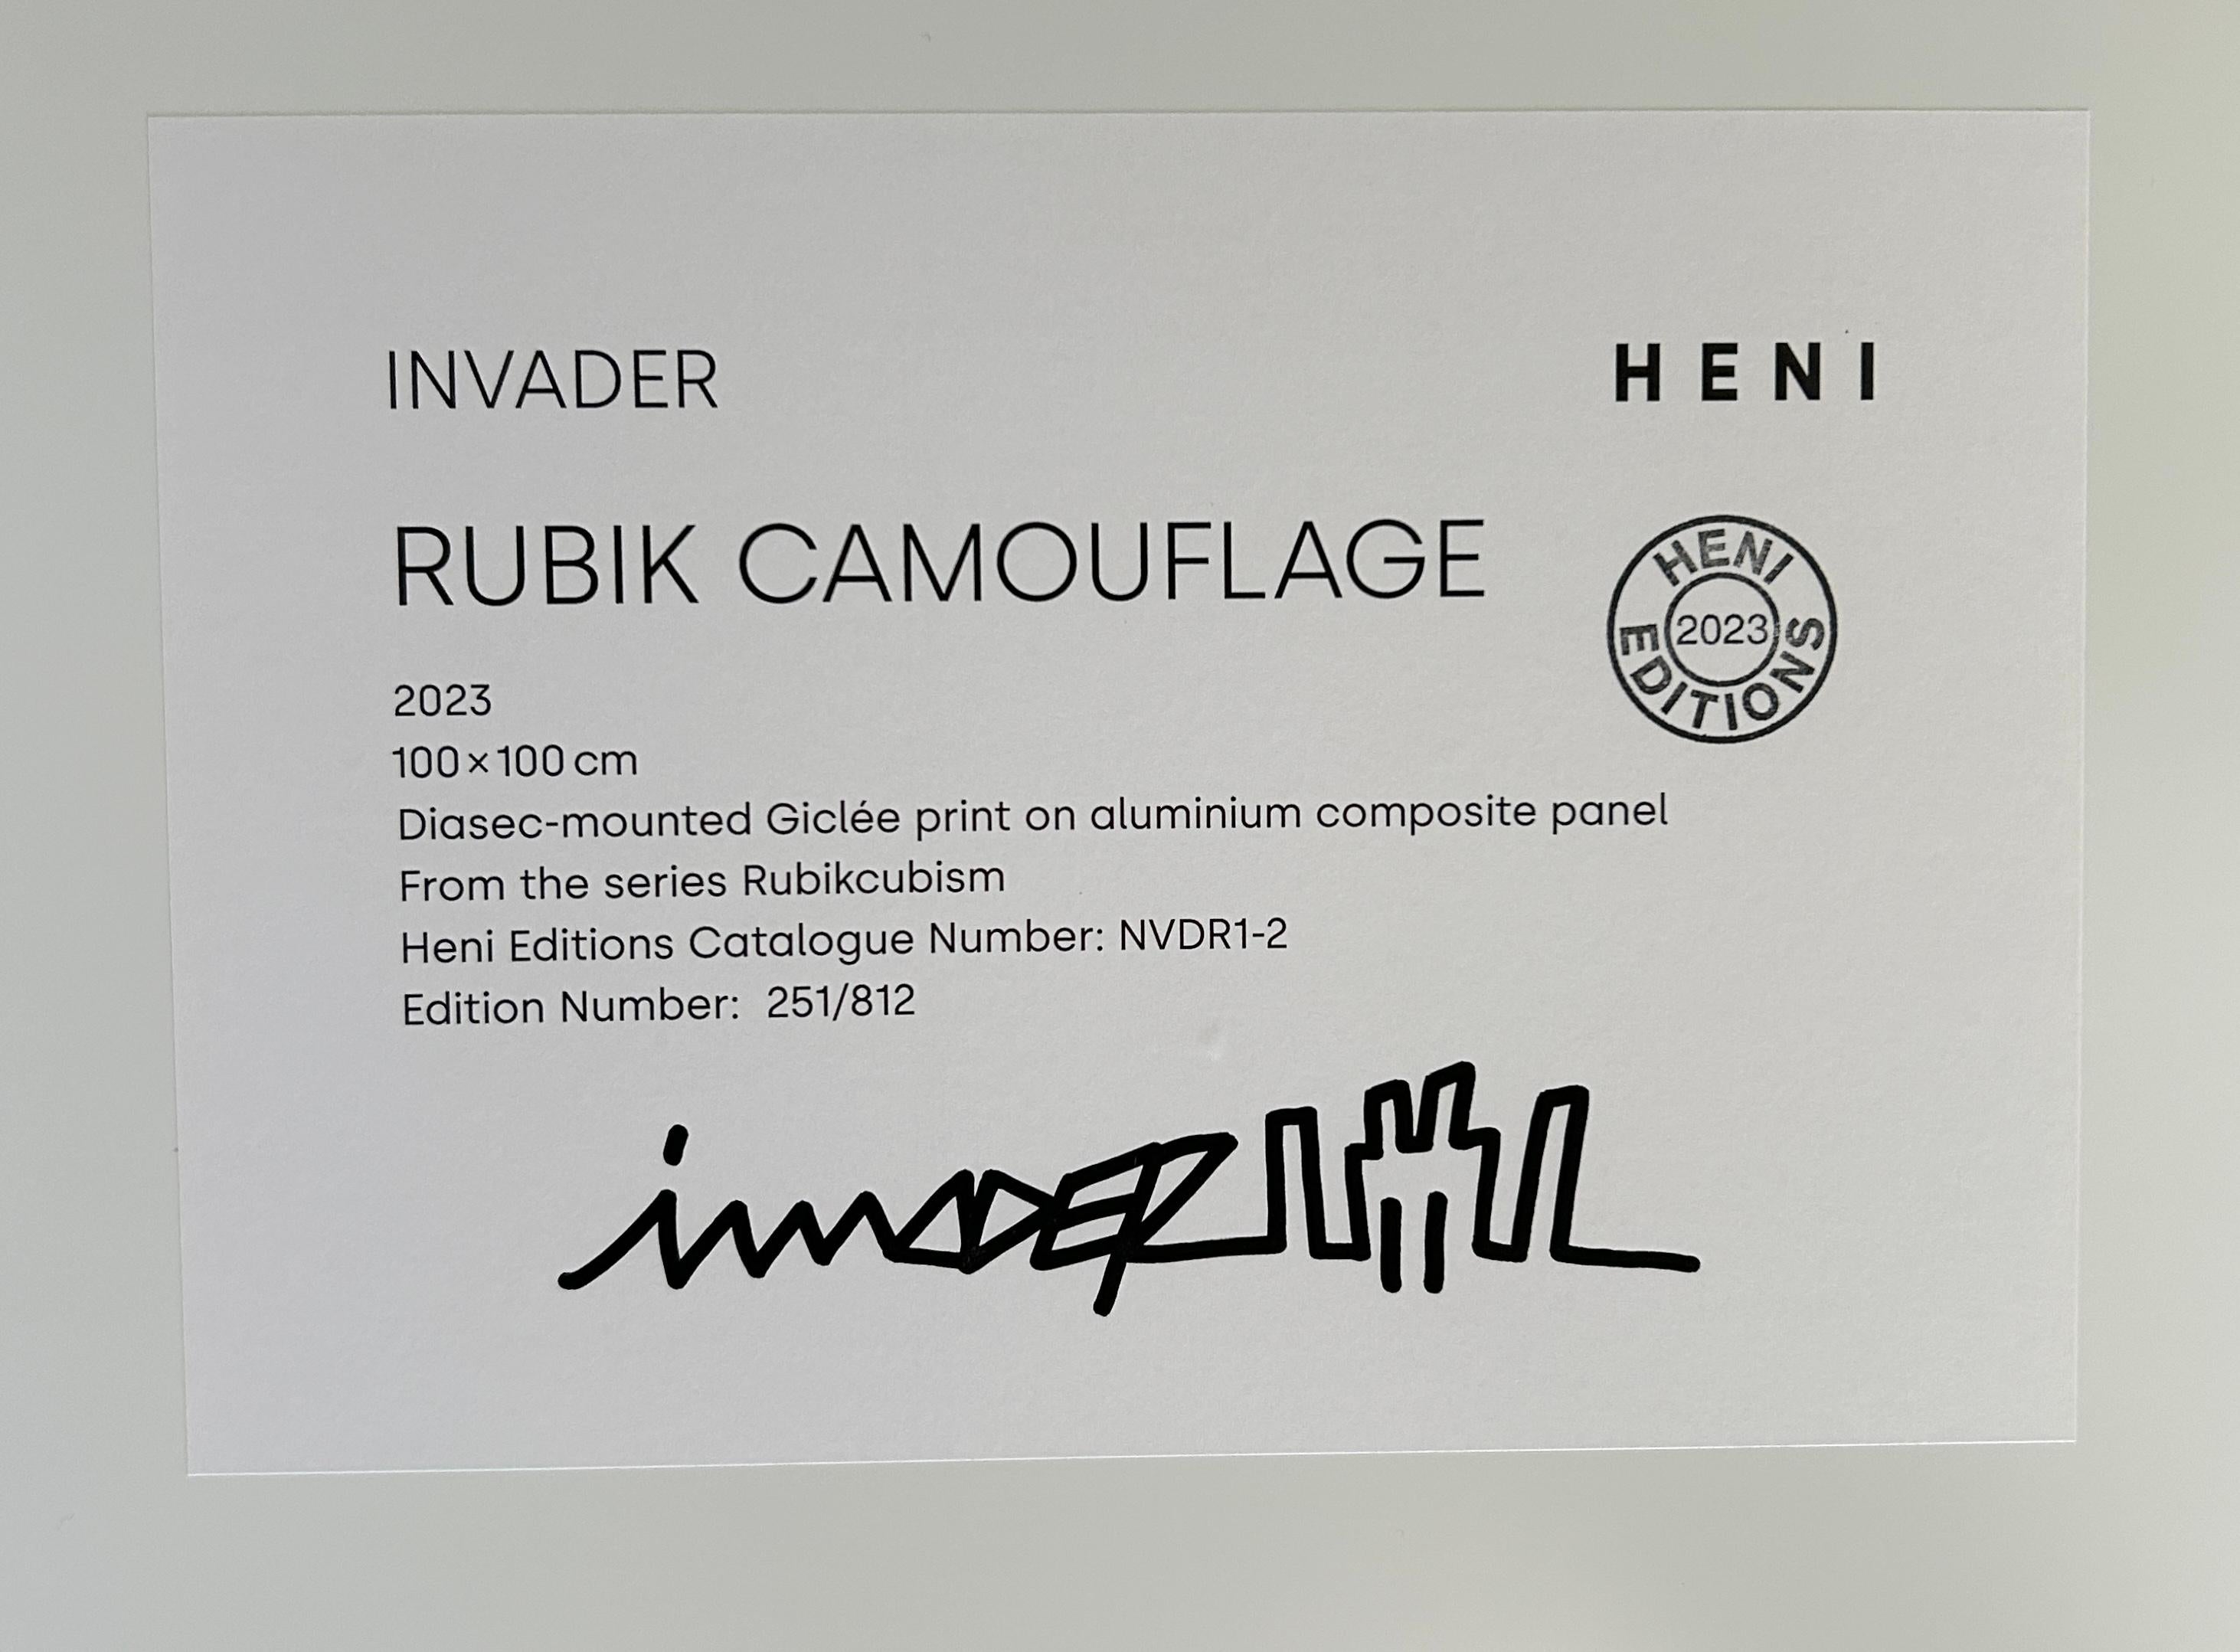 INVADER
HENI
RUBIK CAMOUFLAGE
HENI EDITIONS
2023
2023
100×100 cm
Diasec-mounted Giclée print on aluminium composite panel
From the series Rubikcubism
Heni Editions Catalogue Number: NVDR1-2
Edition Number: 251/812
invADER